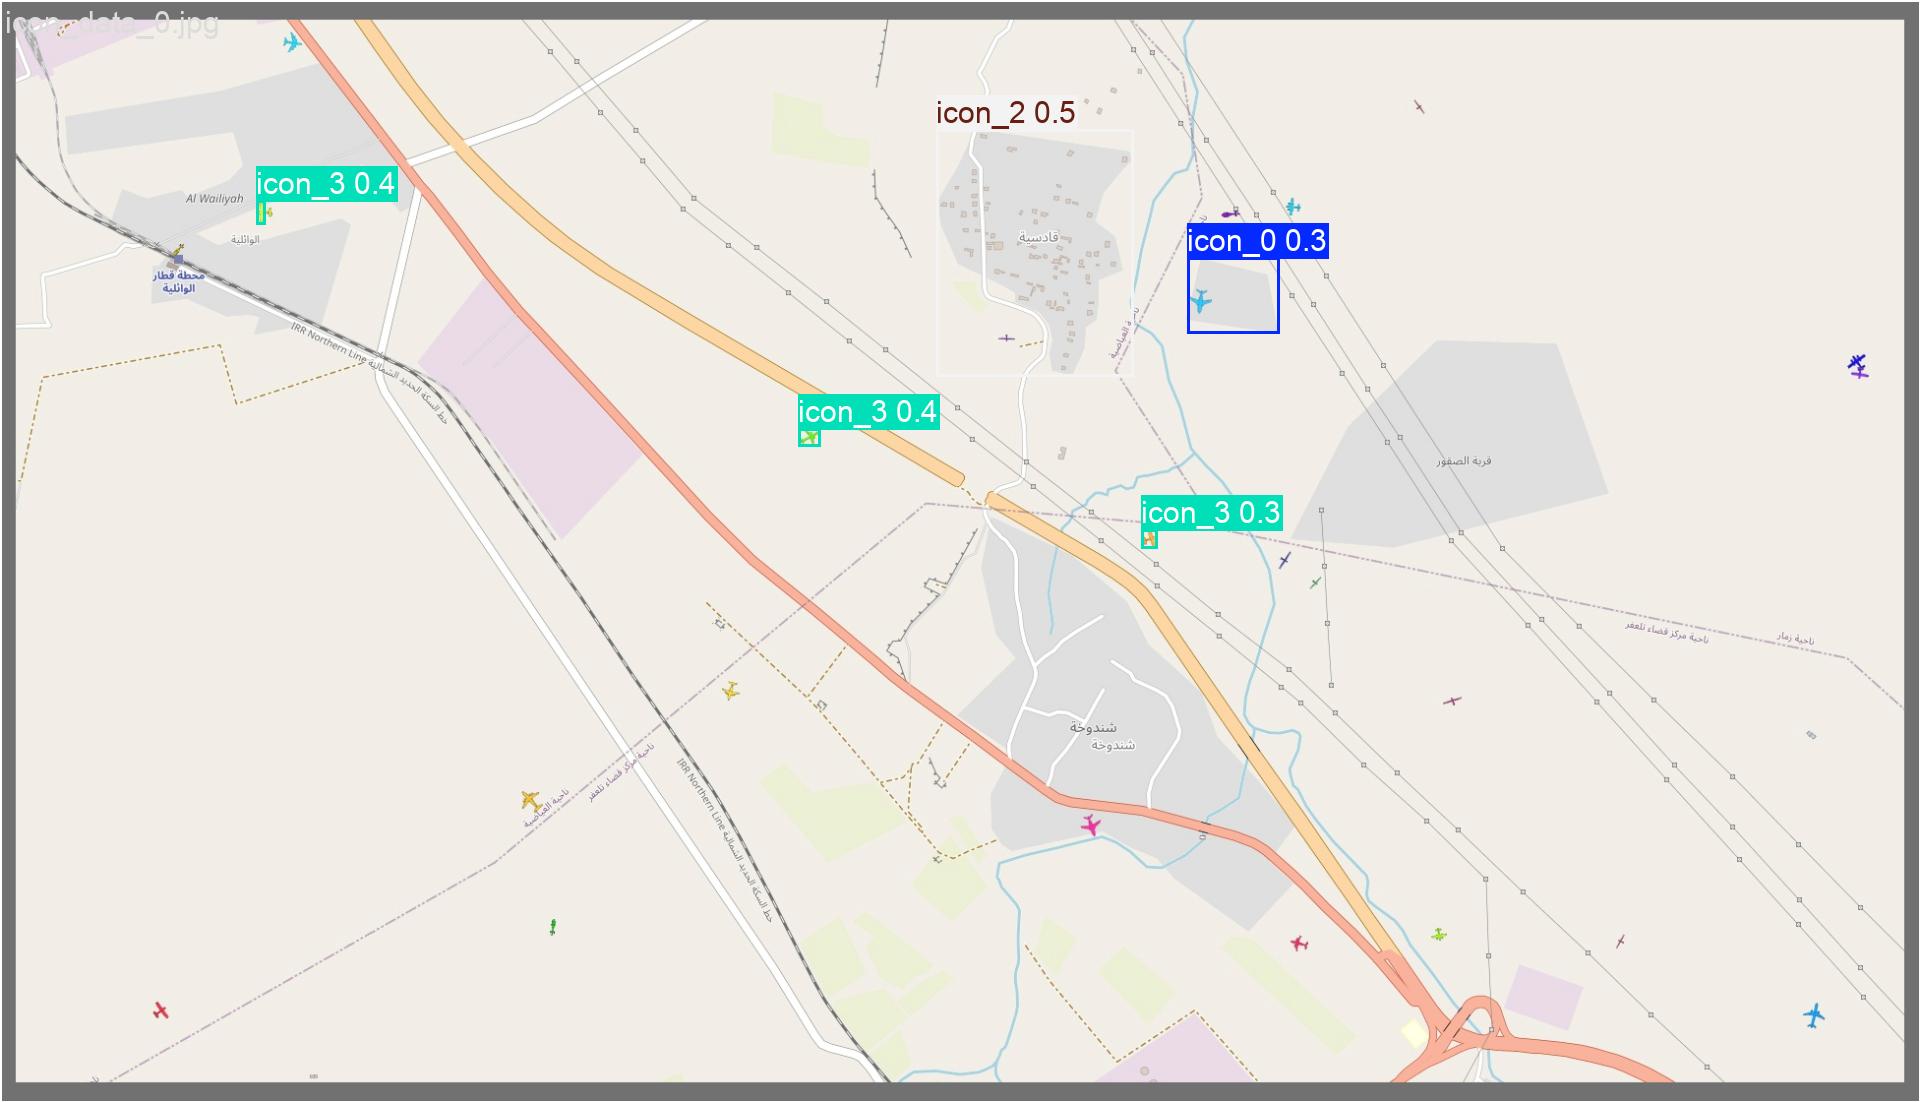 icon_data_0.jpg
icon_2 0.5
icon_3 0.4
Al Wailiyah
الوائلية
محطة قطار
الوائلية
قادسية
icon_0 0.3
IRR Northern Line خط السكة الحديد الشمالية
icon_3 0.4
قرية الصقور
icon_3 0.3
ناحية مركز قضاء تلعفر
ناحية زمار
شندوخة
شندوخة
ناحية العياضية
ناحية مركز قضاء تلعفر
IRR Northern Line خط السكة الحديد الشمالية